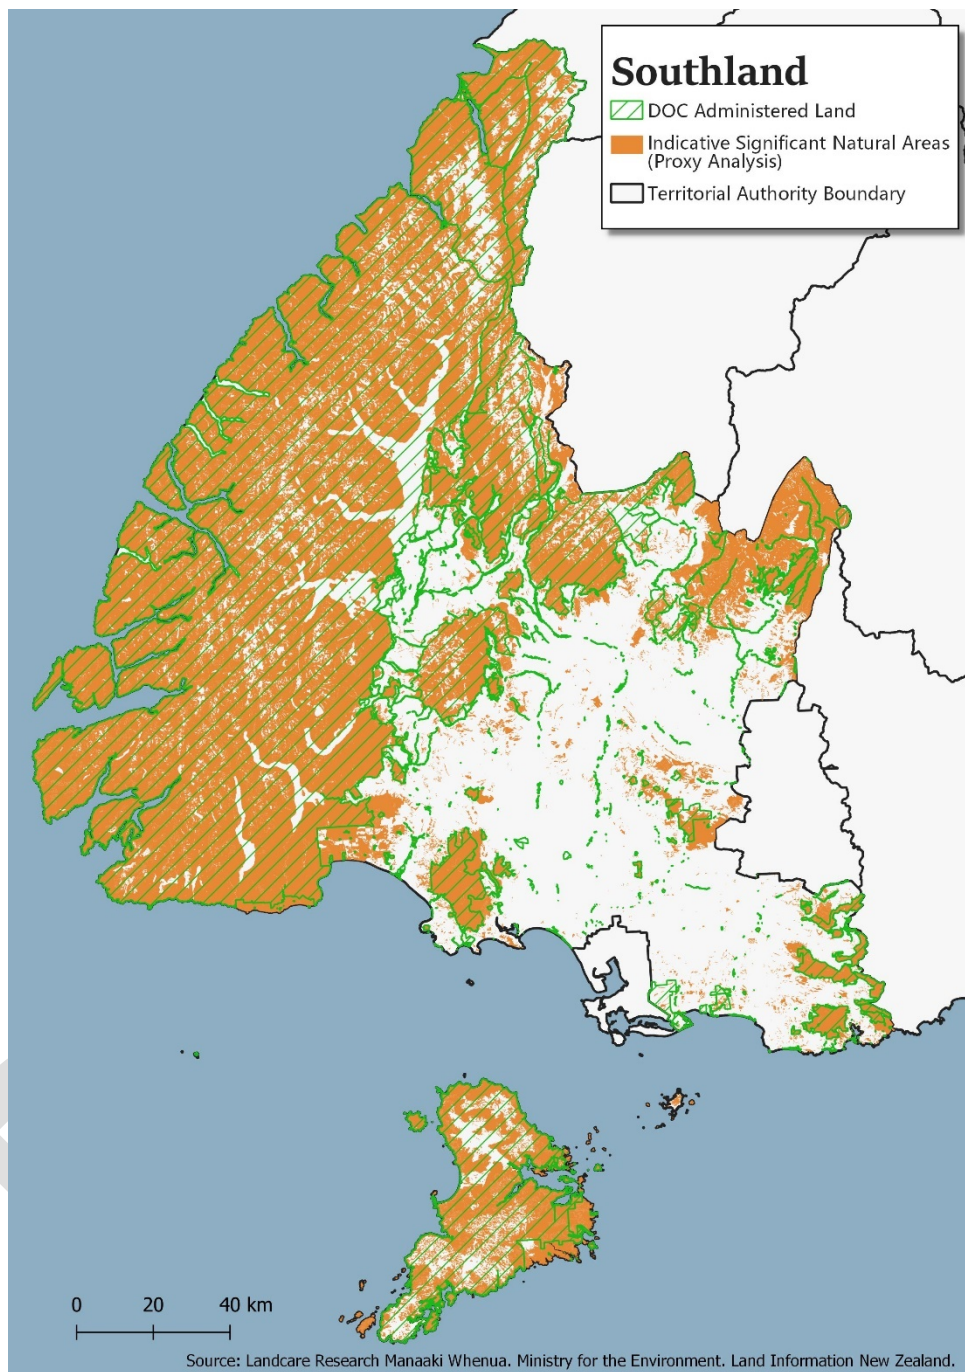 Southland
DOC Administered Land
Indicative Significant Natural Areas
(Proxy Analysis)
Territorial Authority Boundary
0 20 40 km
Source: Landcare Research Manaaki Whenua. Ministry for the Environment. Land Information New Zealand.